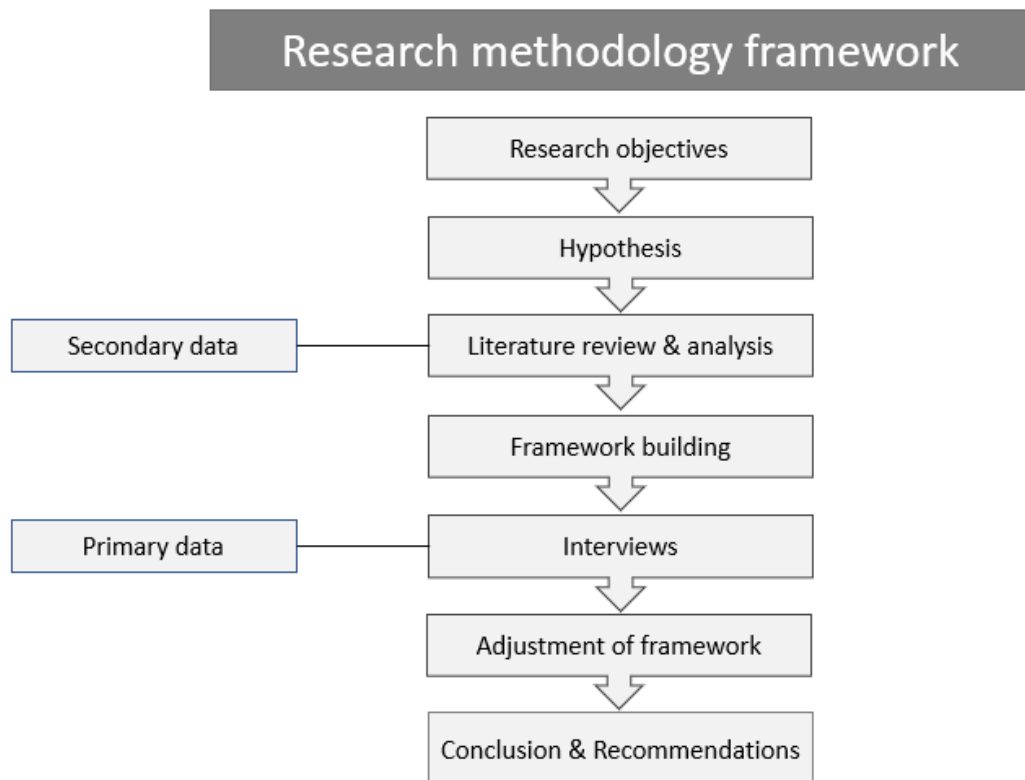 Research methodology framework
Research objectives
Hypothesis
Secondary data
Literature review & analysis
Framework building
Primary data
Interviews
Adjustment of framework
Conclusion & Recommendations